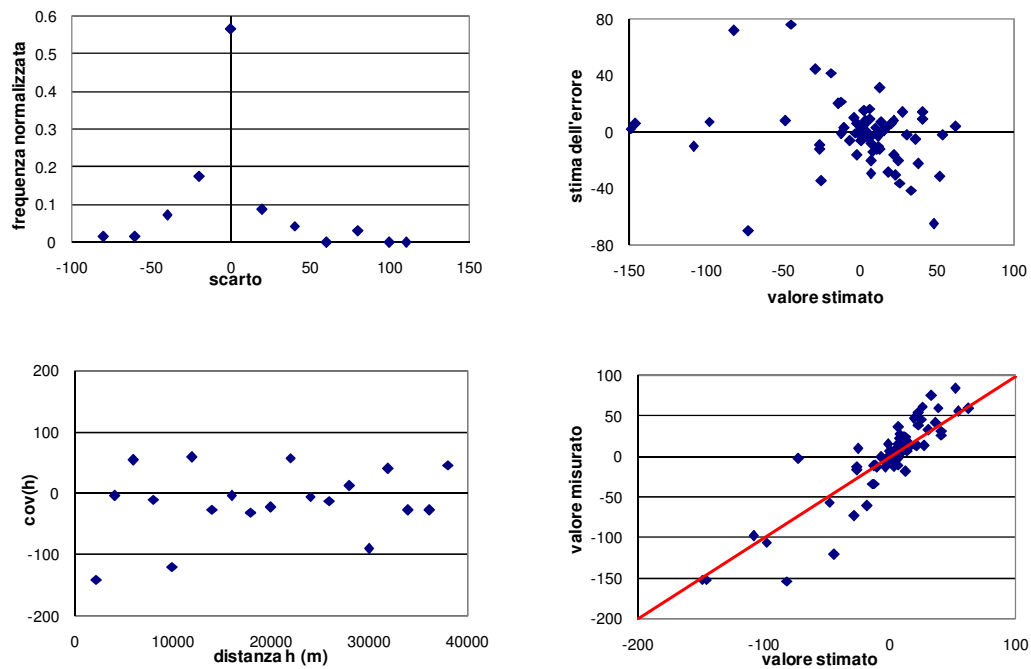 frequenza normalizzata
0.6
0.5
0.4
0.3
0.2
0.1
0
-100 -50 0 50 100 150
scarto
stima dell'errore
80
40
0
-40
-80
-150 -100 -50 0 50 100
valore stimato
cov(h)
200
100
0
-100
-200
0 10000 20000 30000 40000
distanza h (m)
valore misurato
100
50
0
-50
-100
-150
-200
-200 -100 0 100
valore stimato